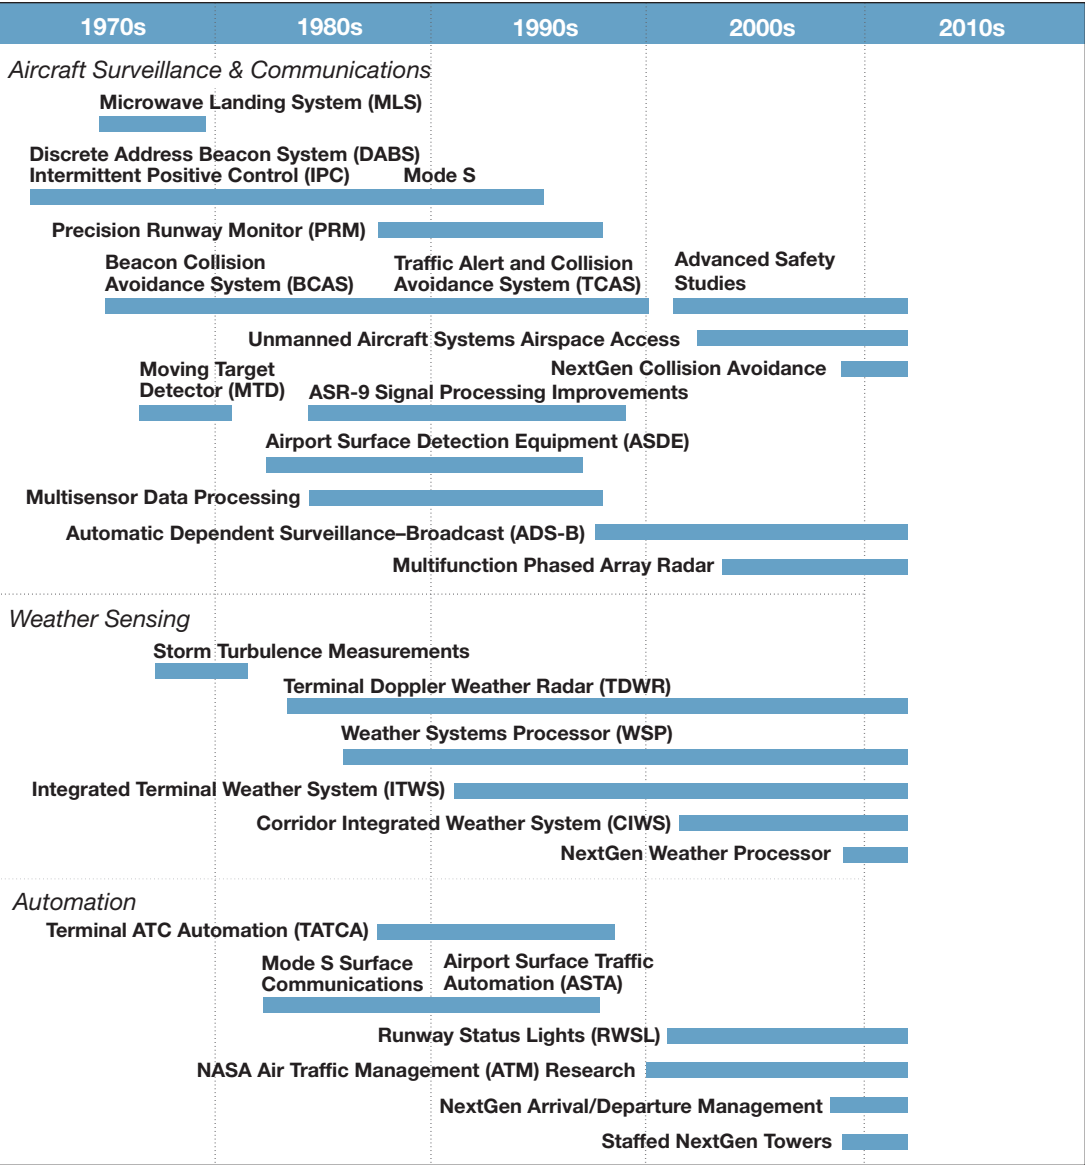 1970s 1980s 1990s 2000s 2010s
Aircraft Surveillance & Communications
Microwave Landing System (MLS)
Discrete Address Beacon System (DABS)
Intermittent Positive Control (IPC) Mode S
Precision Runway Monitor (PRM)
Beacon Collision
Avoidance System (BCAS)
Traffic Alert and Collision
Avoidance System (TCAS)
Advanced Safety
Studies
Unmanned Aircraft Systems Airspace Access
NextGen Collision Avoidance
Moving Target
Detector (MTD)
ASR-9 Signal Processing Improvements
Airport Surface Detection Equipment (ASDE)
Multisensor Data Processing
Automatic Dependent Surveillance–Broadcast (ADS-B)
Multifunction Phased Array Radar
Weather Sensing
Storm Turbulence Measurements
Terminal Doppler Weather Radar (TDWR)
Weather Systems Processor (WSP)
Integrated Terminal Weather System (ITWS)
Corridor Integrated Weather System (CIWS)
NextGen Weather Processor
Automation
Terminal ATC Automation (TATCA)
Mode S Surface
Communications
Airport Surface Traffic
Automation (ASTA)
Runway Status Lights (RWSL)
NASA Air Traffic Management (ATM) Research
NextGen Arrival/Departure Management
Staffed NextGen Towers